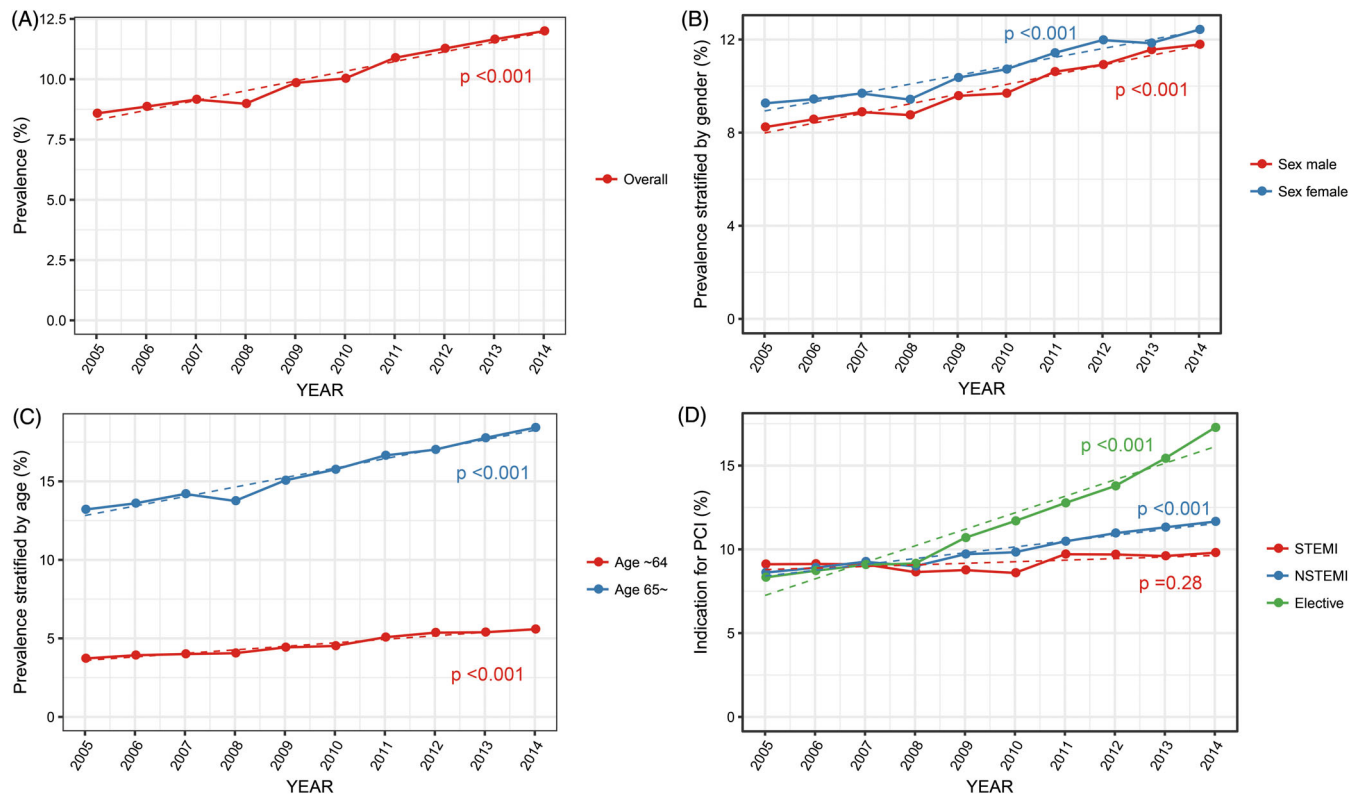 (A)
Prevalence (%)
12.5
10.0
7.5
5.0
2.5
0.0
p <0.001
Overall
2005 2006 2007 2008 2009 2010 2011 2012 2013 2014
YEAR
(B)
Prevalence stratified by gender (%)
12
8
4
0
p <0.001
p <0.001
Sex male
Sex female
2005 2006 2007 2008 2009 2010 2011 2012 2013 2014
YEAR
(C)
Prevalence stratified by age (%)
15
10
5
0
p <0.001
p <0.001
Age ~64
Age 65~
2005 2006 2007 2008 2009 2010 2011 2012 2013 2014
YEAR
(D)
Indication for PCI (%)
15
10
5
0
p <0.001
p <0.001
p =0.28
STEMI
NSTEMI
Elective
2005 2006 2007 2008 2009 2010 2011 2012 2013 2014
YEAR